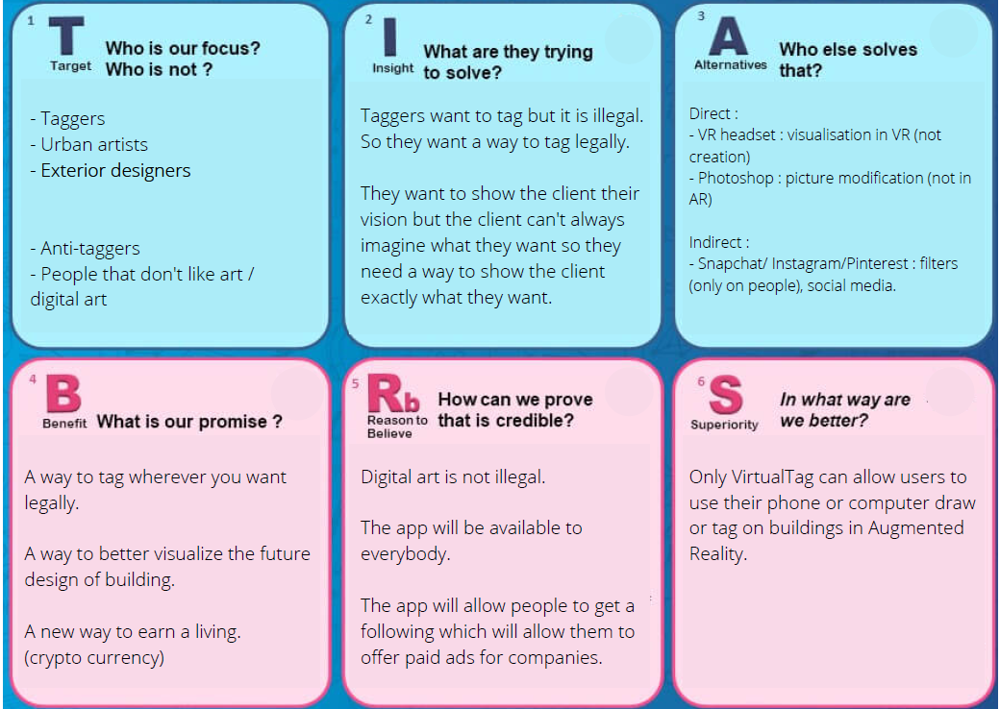 1
T
Target
Who is our focus?
Who is not ?
- Taggers
- Urban artists
- Exterior designers
- Anti-taggers
- People that don't like art /
digital art
2
I
Insight
What are they trying
to solve?
Taggers want to tag but it is illegal.
So they want a way to tag legally.
They want to show the client their
vision but the client can't always
imagine what they want so they
need a way to show the client
exactly what they want.
3
A
Alternatives
Who else solves
that?
Direct :
- VR headset : visualisation in VR (not
creation)
- Photoshop : picture modification (not in
AR)
Indirect :
- Snapchat/ Instagram/Pinterest : filters
(only on people), social media.
4
B
Benefit
What is our promise ?
A way to tag wherever you want
legally.
A way to better visualize the future
design of building.
A new way to earn a living.
(crypto currency)
5
Rb
Reason to
Believe
How can we prove
that is credible?
Digital art is not illegal.
The app will be available to
everybody.
The app will allow people to get a
following which will allow them to
offer paid ads for companies.
6
S
Superiority
In what way are
we better?
Only VirtualTag can allow users to
use their phone or computer draw
or tag on buildings in Augmented
Reality.